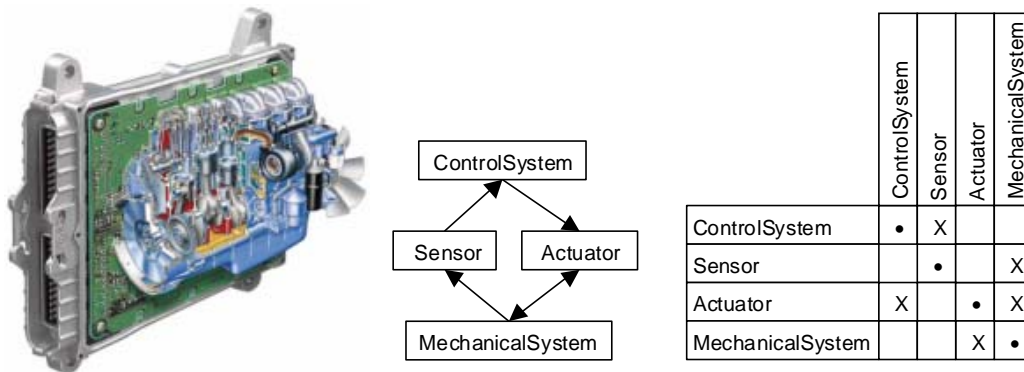 ControlSystem
Sensor Actuator
MechanicalSystem
ControlSystem
Sensor
Actuator
MechanicalSystem
ControlSystem • X
Sensor • X
Actuator X • X
MechanicalSystem X •